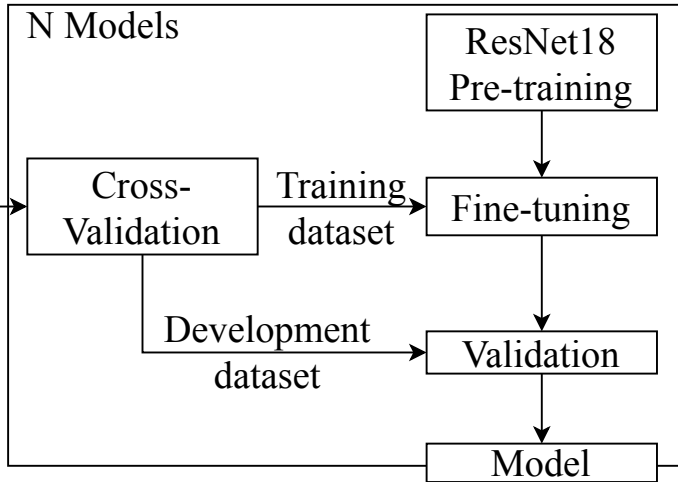 N Models
ResNet18
Pre-training
Cross-
Validation
Training
dataset
Fine-tuning
Development
dataset
Validation
Model